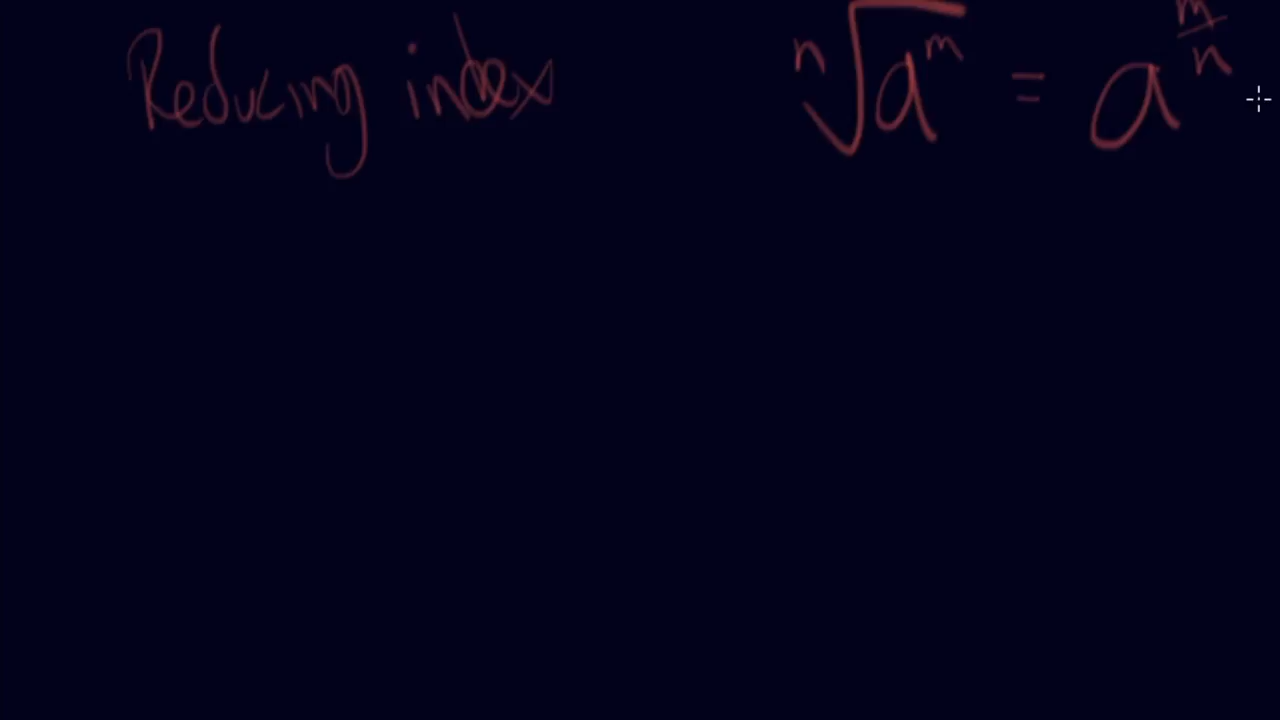 Reducing index
ⁿ√aᵐ = a^(m/n)